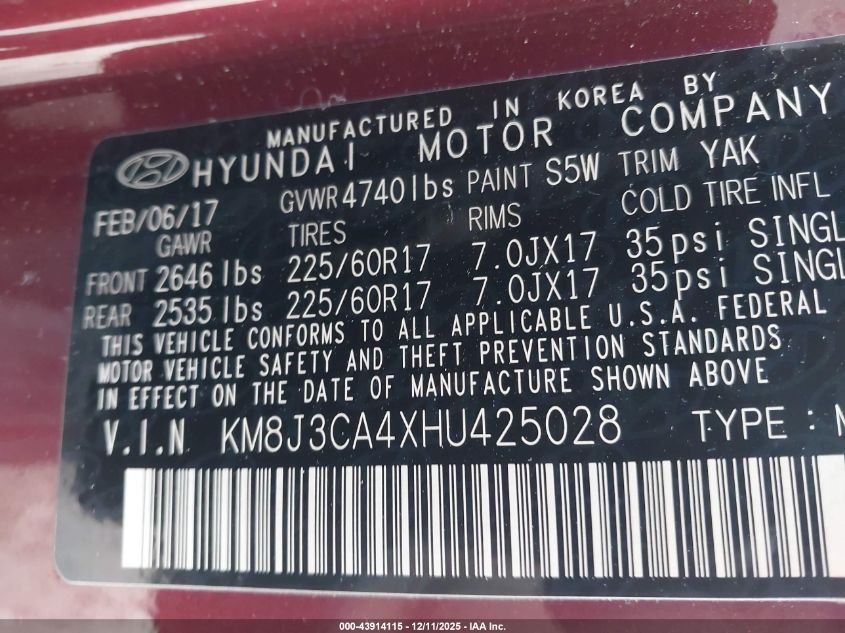 MANUFACTURED IN KOREA BY
HYUNDAI MOTOR COMPANY
FEB/06/17 GVWR 4740lbs PAINT S5W TRIM YAK
GAWR TIRES RIMS COLD TIRE INFL
FRONT 2646 lbs 225/60R17 7.0JX17 35psi SINGL
REAR 2535 lbs 225/60R17 7.0JX17 35psi SINGL
THIS VEHICLE CONFORMS TO ALL APPLICABLE U.S.A. FEDERAL
MOTOR VEHICLE SAFETY AND THEFT PREVENTION STANDARDS
IN EFFECT ON THE DATE OF MANUFACTURE SHOWN ABOVE
V.I.N KM8J3CA4XHU425028 TYPE :
000-43914115 - 12/11/2025 - IAA Inc.